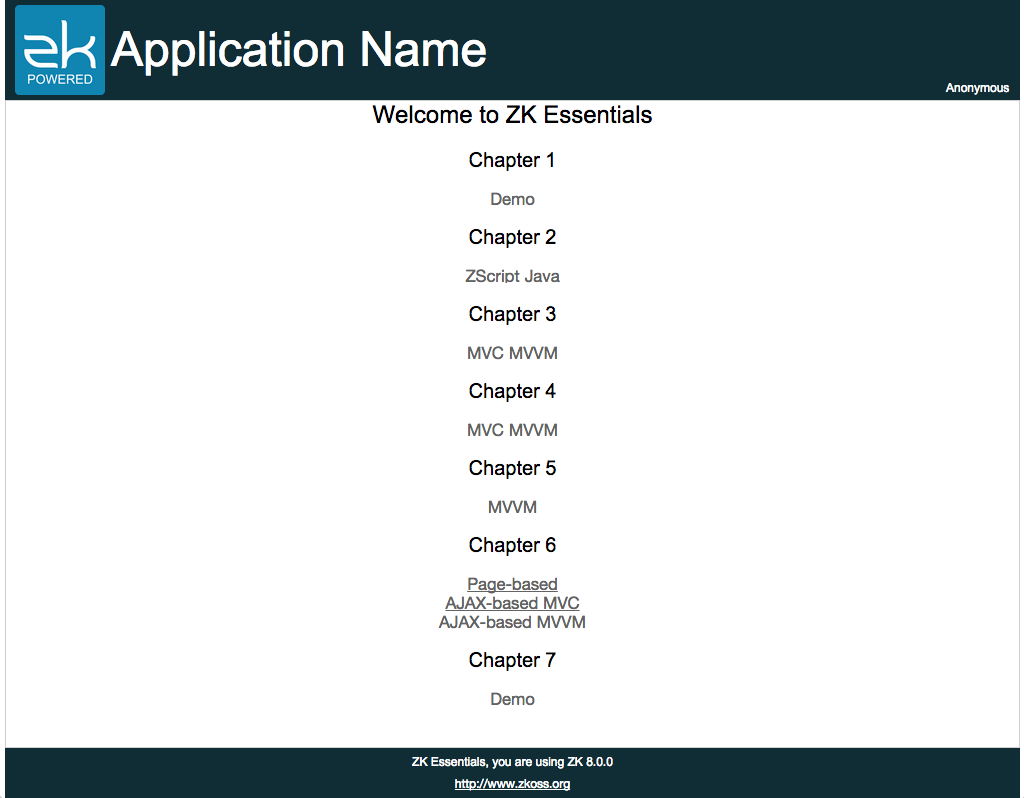 zk
POWERED
Application Name
Anonymous
Welcome to ZK Essentials
Chapter 1
Demo
Chapter 2
ZScript Java
Chapter 3
MVC MVVM
Chapter 4
MVC MVVM
Chapter 5
MVVM
Chapter 6
Page-based
AJAX-based MVC
AJAX-based MVVM
Chapter 7
Demo
ZK Essentials, you are using ZK 8.0.0
http://www.zkoss.org